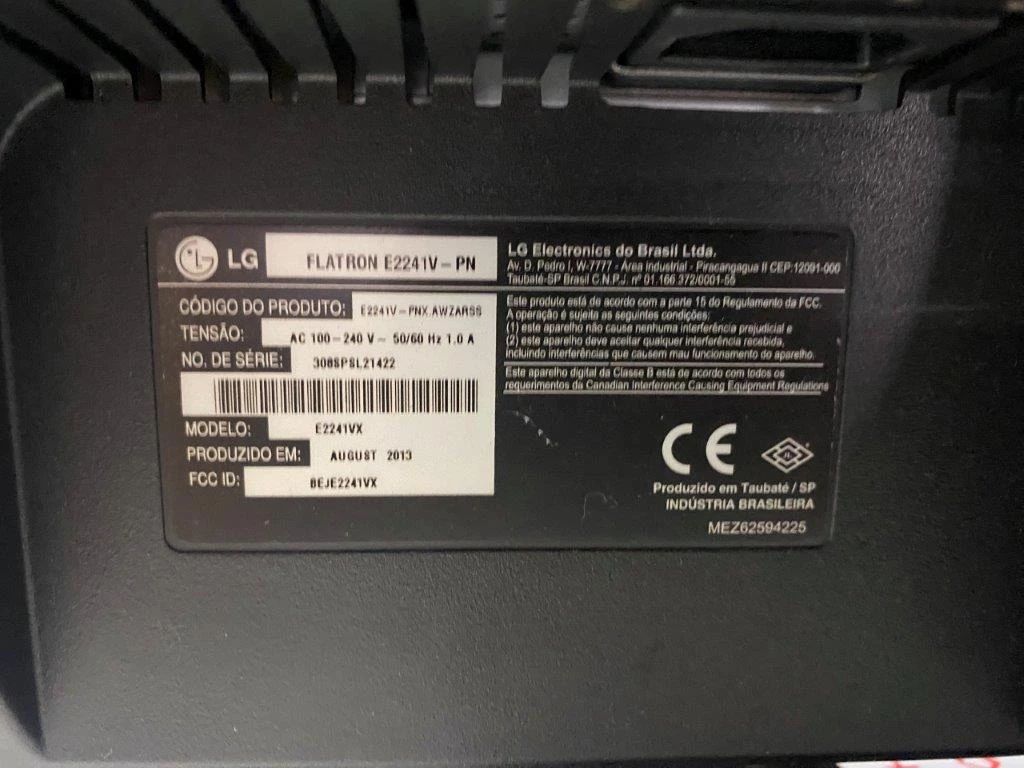 LG FLATRON E2241V-PN
CÓDIGO DO PRODUTO: E2241V-PNX.AWZARSS
TENSÃO: AC 100-240 V~ 50/60 Hz 1.0 A
NO. DE SÉRIE: 308SPSL21422
MODELO: E2241VX
PRODUZIDO EM: AUGUST 2013
FCC ID: BEJE2241VX
LG Electronics do Brasil Ltda.
Av. D. Pedro I, W-7777 - Área Industrial - Piracangagua II CEP:12091-000
Taubaté-SP Brasil C.N.P.J. nº 01.166.372/0001-55
Este produto está de acordo com a parte 15 do Regulamento da FCC.
A operação é sujeita as seguintes condições:
(1) este aparelho não cause nenhuma interferência prejudicial e
(2) este aparelho deve aceitar qualquer interferência recebida,
incluindo interferências que causem mau funcionamento do aparelho.
Este aparelho digital da Classe B está de acordo com todos os
requerimentos da Canadian Interference Causing Equipment Regulations
CE
Produzido em Taubaté / SP
INDÚSTRIA BRASILEIRA
MEZ62594225